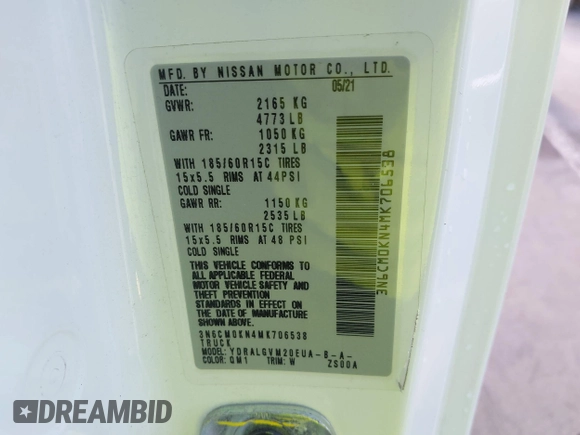 MFD. BY NISSAN MOTOR CO., LTD.
DATE: 05/21
GVWR: 2165 KG
4773 LB
GAWR FR: 1050 KG
2315 LB
WITH 185/60R15C TIRES
15x5.5 RIMS AT 44PSI
COLD SINGLE
GAWR RR: 1150 KG
2535 LB
WITH 185/60R15C TIRES
15x5.5 RIMS AT 48 PSI
COLD SINGLE
THIS VEHICLE CONFORMS TO
ALL APPLICABLE FEDERAL
MOTOR VEHICLE SAFETY AND
THEFT PREVENTION
STANDARDS IN EFFECT ON
THE DATE OF MANUFACTURE
SHOWN ABOVE.
3N6CM0KN4MK706538
TRUCK
MODEL: YDRALGVM20EUA-B-A-
COLOR: QM1 TRIM: W ZS00A
3N6CM0KN4MK706538
DREAMBID